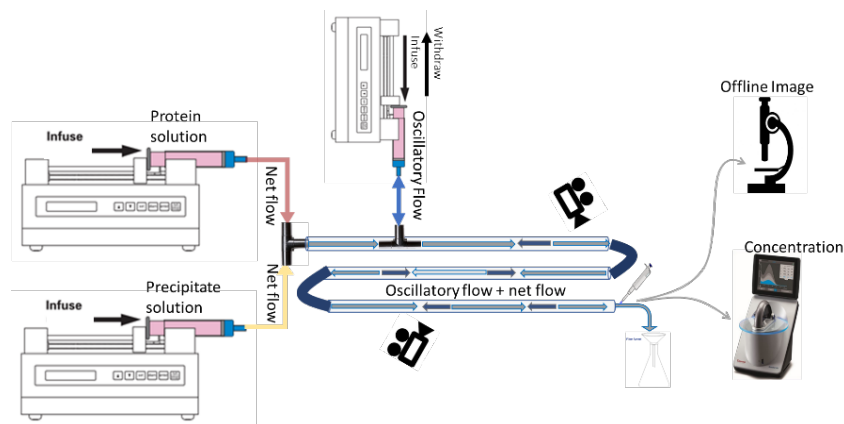 Offline Image
Infuse
Withdraw
Protein
solution
Infuse
Oscillatory Flow
Net flow
Concentration
Net flow
Precipitate
solution
Infuse
Oscillatory flow + net flow